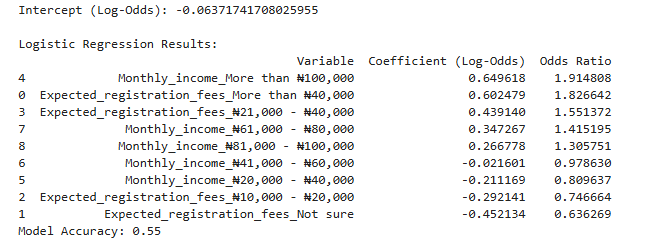 Intercept (Log-Odds): -0.06371741708025955
Logistic Regression Results:
Variable Coefficient (Log-Odds) Odds Ratio
4 Monthly_income_More than ₦100,000 0.649618 1.914808
0 Expected_registration_fees_More than ₦40,000 0.602479 1.826642
3 Expected_registration_fees_₦21,000 - ₦40,000 0.439140 1.551372
7 Monthly_income_₦61,000 - ₦80,000 0.347267 1.415195
8 Monthly_income_₦81,000 - ₦100,000 0.266778 1.305751
6 Monthly_income_₦41,000 - ₦60,000 -0.021601 0.978630
5 Monthly_income_₦20,000 - ₦40,000 -0.211169 0.809637
2 Expected_registration_fees_₦10,000 - ₦20,000 -0.292141 0.746664
1 Expected_registration_fees_Not sure -0.452134 0.636269
Model Accuracy: 0.55